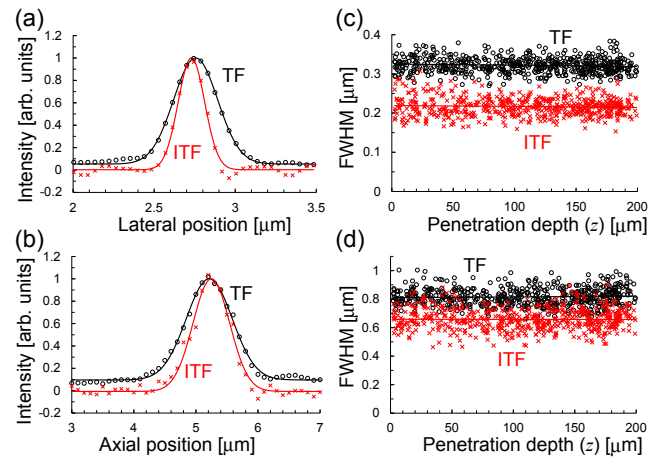 (a)
Intensity [arb. units]
1.2
1
0.8
0.6
0.4
0.2
0
-0.2
TF
ITF
2
2.5
3
3.5
Lateral position [μm]
(b)
Intensity [arb. units]
1.2
1.0
0.8
0.6
0.4
0.2
0
-0.2
TF
ITF
3
4
5
6
7
Axial position [μm]
(c)
FWHM [μm]
0.4
0.3
0.2
0.1
0
TF
ITF
0
50
100
150
200
Penetration depth (z) [μm]
(d)
FWHM [μm]
1
0.8
0.6
0.4
0.2
0
TF
ITF
0
50
100
150
200
Penetration depth (z) [μm]